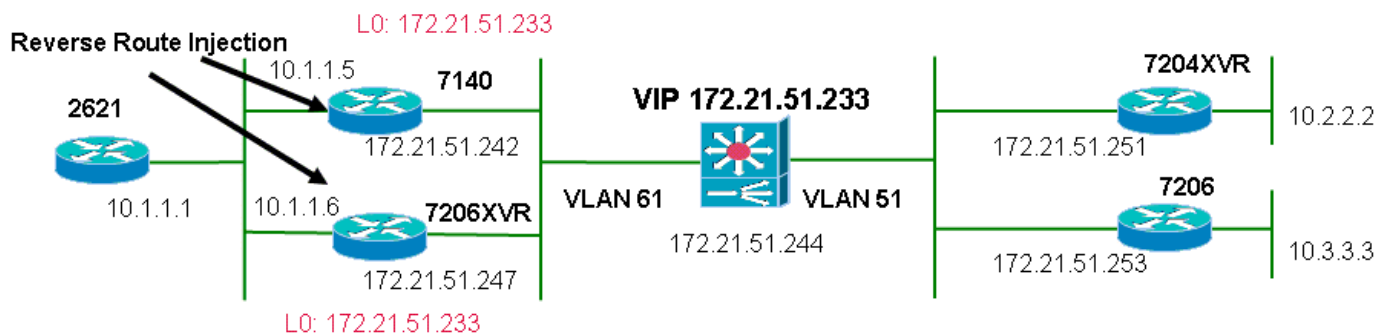 L0: 172.21.51.233
Reverse Route Injection
10.1.1.5
7140
2621
172.21.51.242
10.1.1.1
10.1.1.6
7206XVR
172.21.51.247
L0: 172.21.51.233
VIP 172.21.51.233
VLAN 61
VLAN 51
172.21.51.244
7204XVR
172.21.51.251
10.2.2.2
7206
172.21.51.253
10.3.3.3